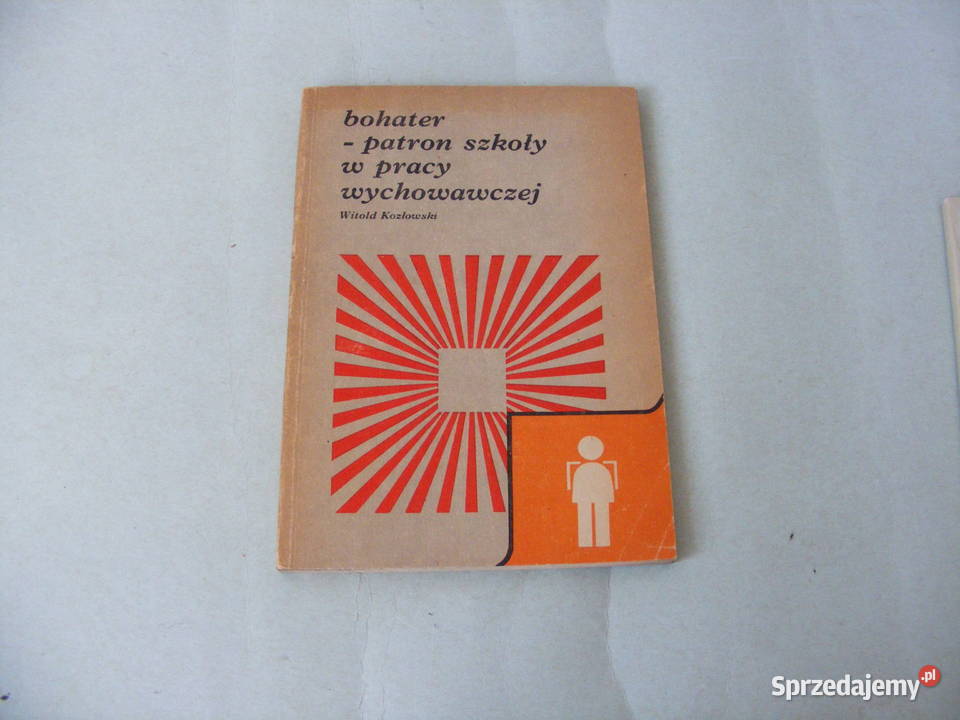 bohater
- patron szkoły
w pracy
wychowawczej
Witold Kozłowski
Sprzedajemy.pl